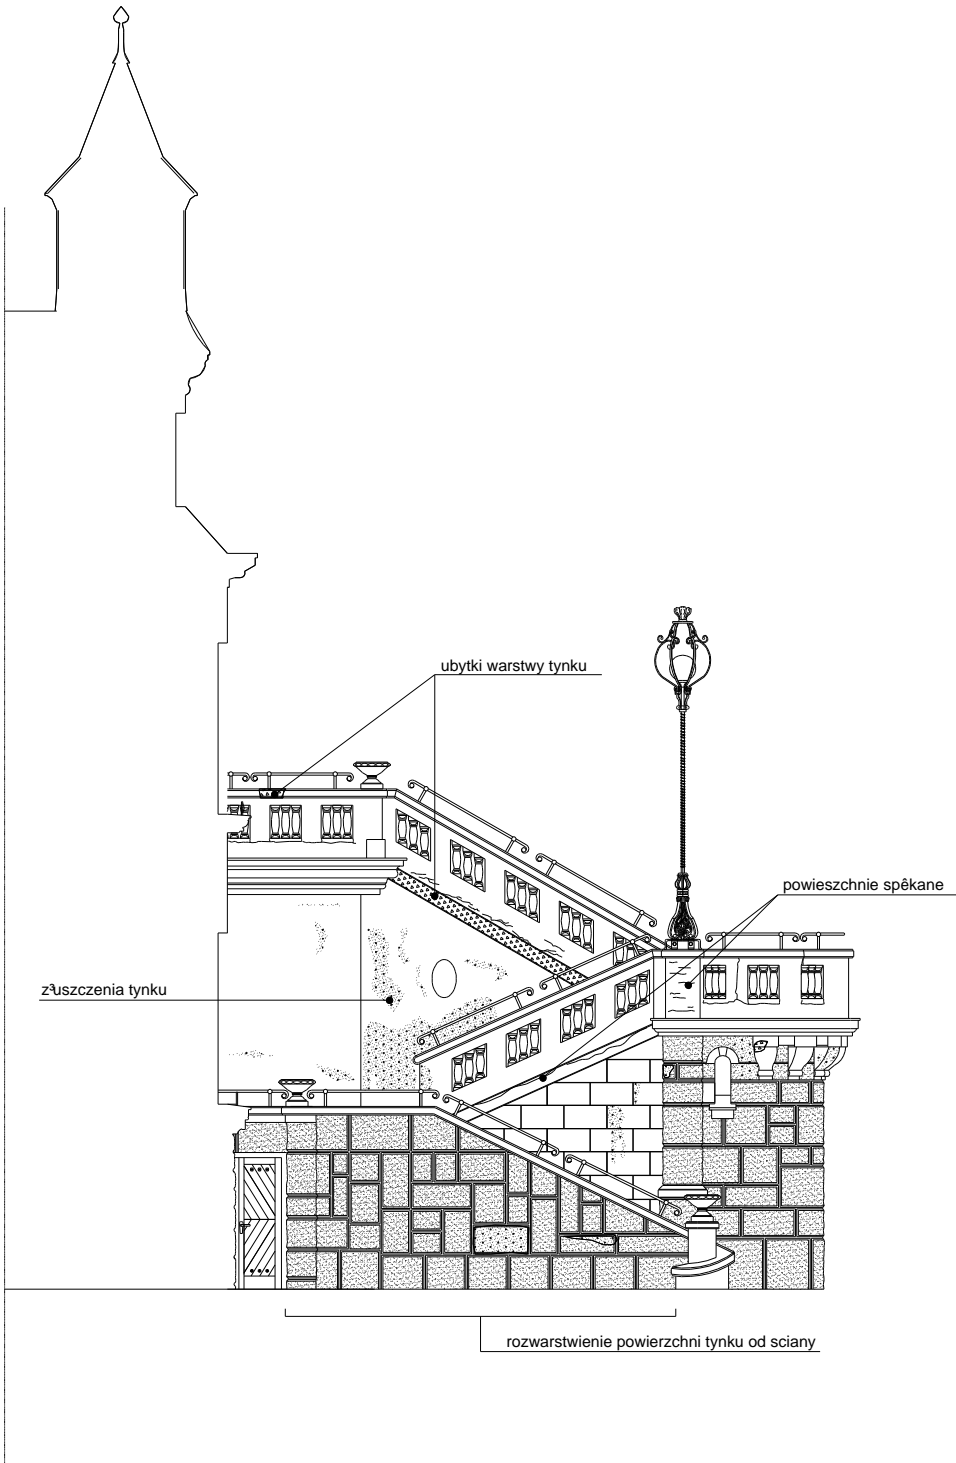 ubytki warstwy tynku
powieszchnie spêkane
z³uszczenia tynku
rozwarstwienie powierzchni tynku od sciany